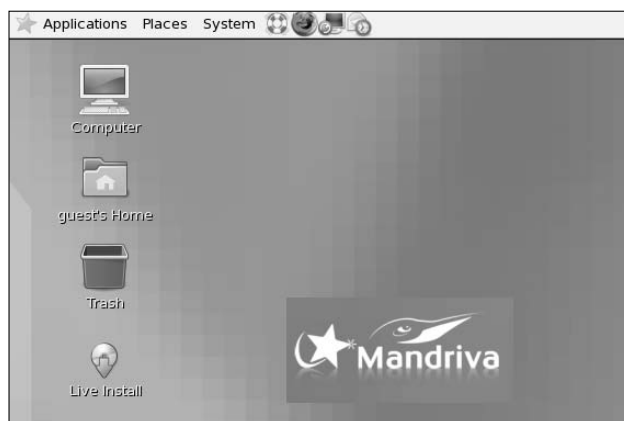 Applications Places System
Computer
guest's Home
Trash
Live Install
Mandriva